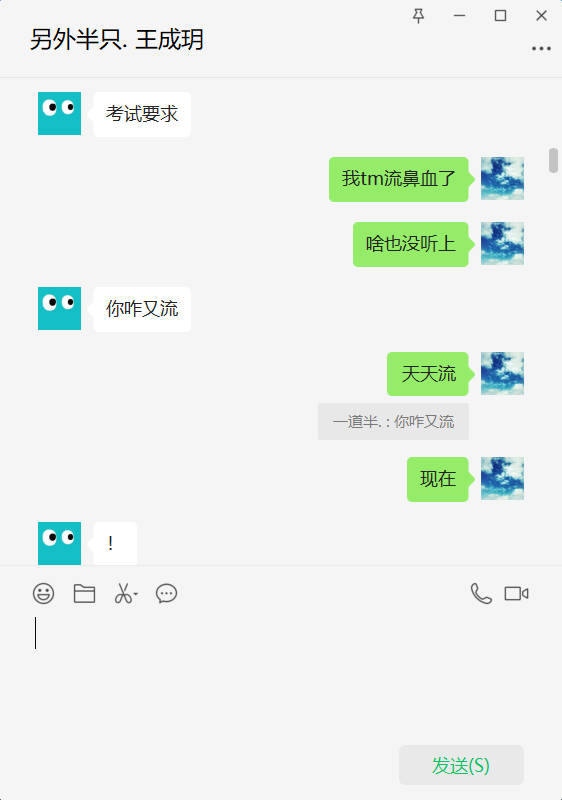 另外半只. 王成玥
考试要求
我tm流鼻血了
啥也没听上
你咋又流
天天流
一道半. : 你咋又流
现在
!
发送(S)